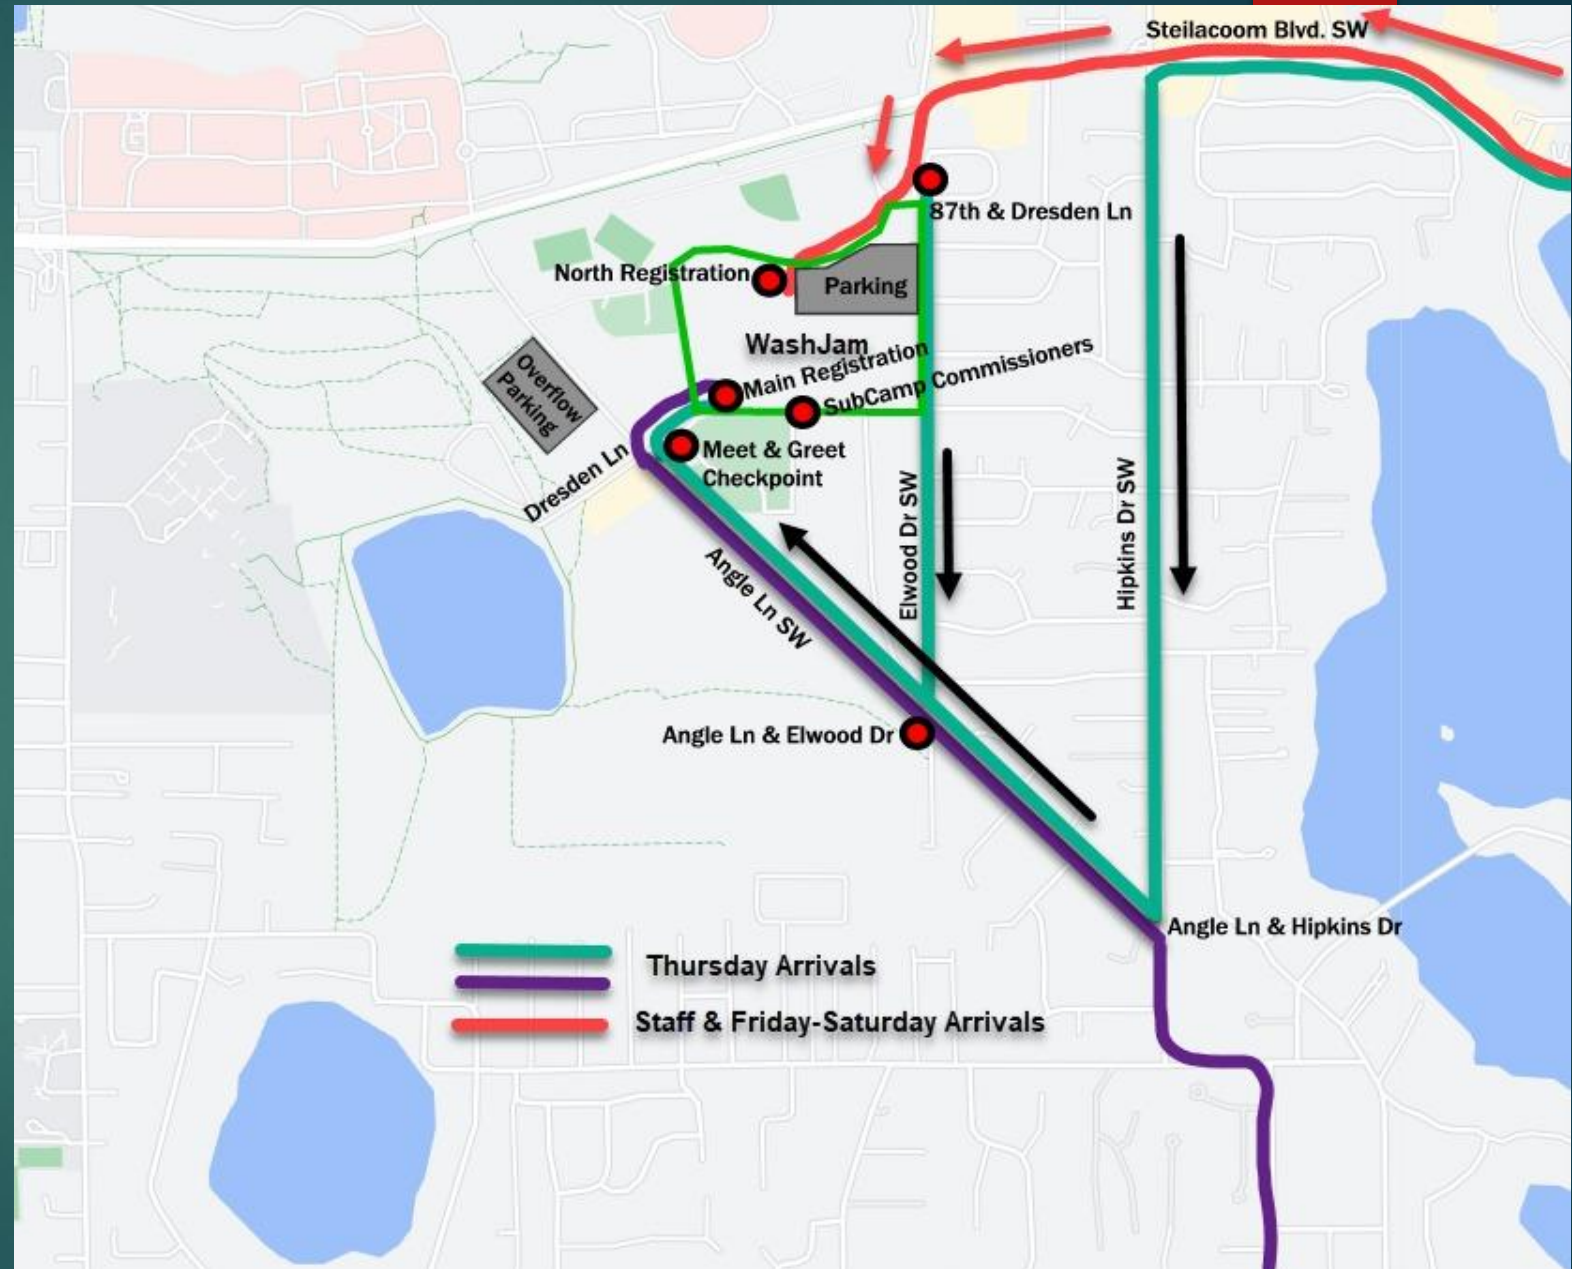 Steilacoom Blvd. SW
87th & Dresden Ln
North Registration
Parking
WashJam
Main Registration
SubCamp Commissioners
Overflow
Parking
Meet & Greet
Checkpoint
Dresden Ln
Angle Ln SW
Elwood Dr SW
Hipkins Dr SW
Angle Ln & Elwood Dr
Angle Ln & Hipkins Dr
Thursday Arrivals
Staff & Friday-Saturday Arrivals